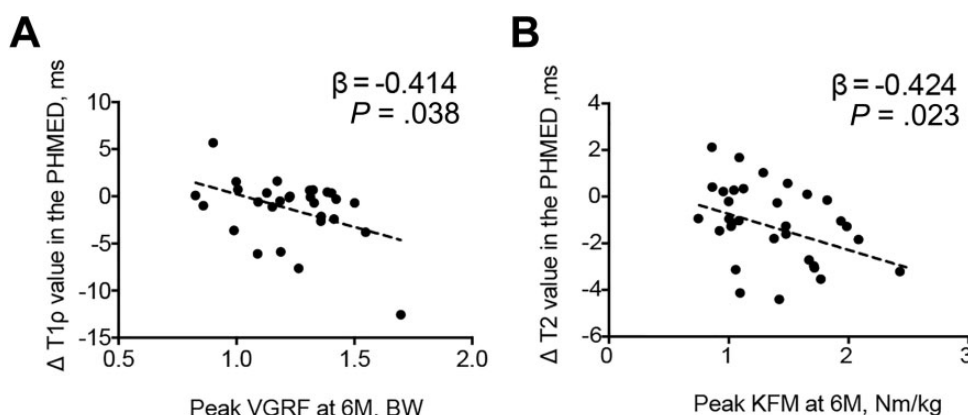 A
Δ T1ρ value in the PHMED, ms
β = -0.414
P = .038
10
5
0
-5
-10
-15
0.5
1.0
1.5
2.0
Peak VGRF at 6M, BW
B
Δ T2 value in the PHMED ,ms
β = -0.424
P = .023
4
2
0
-2
-4
-6
0
1
2
3
Peak KFM at 6M, Nm/kg